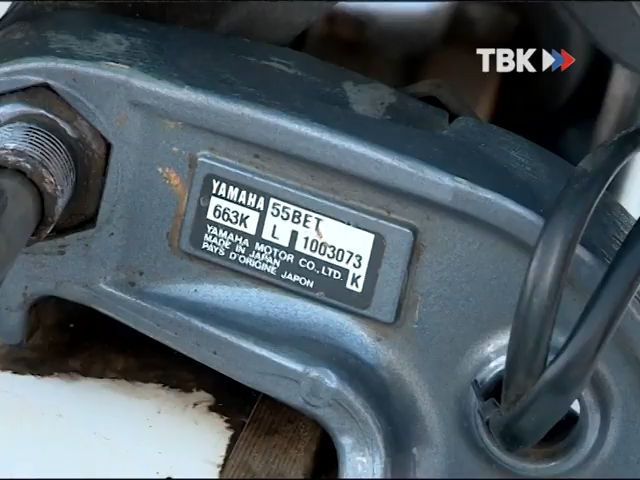 ТВК
YAMAHA 55BET
663K L 1003073
YAMAHA MOTOR CO.,LTD. K
MADE IN JAPAN
PAYS D'ORIGINE JAPON